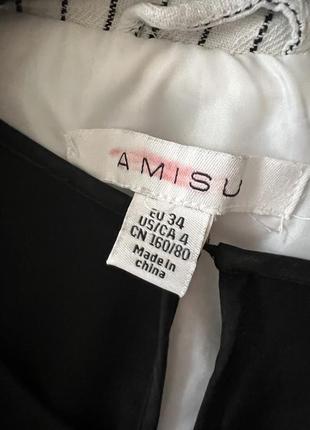 AMISU
EU 34
US/CA 4
CN 160/80
Made in
china